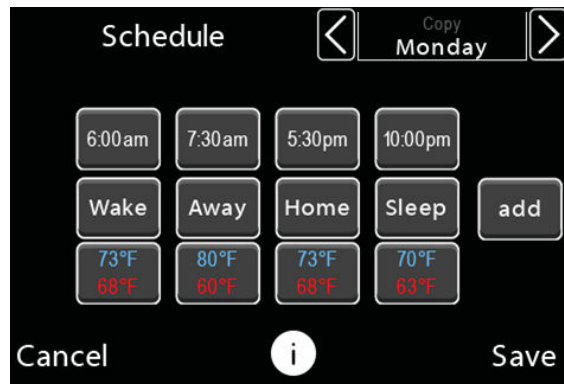 Schedule
<
Copy
Monday
>
6:00am 7:30am 5:30pm 10:00pm
Wake Away Home Sleep add
73°F 80°F 73°F 70°F
68°F 60°F 68°F 63°F
Cancel i Save